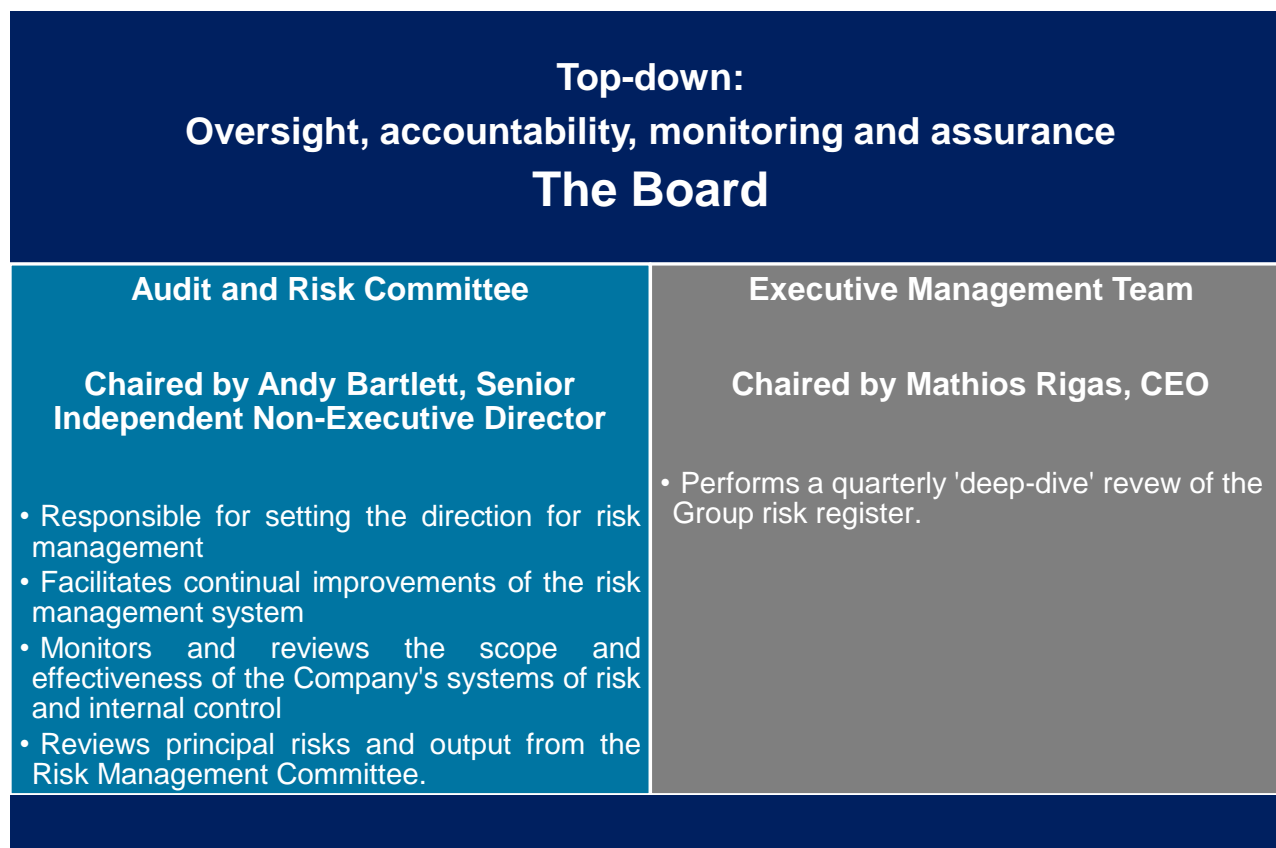 Top-down:
Oversight, accountability, monitoring and assurance
The Board
Audit and Risk Committee
Chaired by Andy Bartlett, Senior
Independent Non-Executive Director
• Responsible for setting the direction for risk
management
• Facilitates continual improvements of the risk
management system
• Monitors and reviews the scope and
effectiveness of the Company's systems of risk
and internal control
• Reviews principal risks and output from the
Risk Management Committee.
Executive Management Team
Chaired by Mathios Rigas, CEO
• Performs a quarterly 'deep-dive' revew of the
Group risk register.